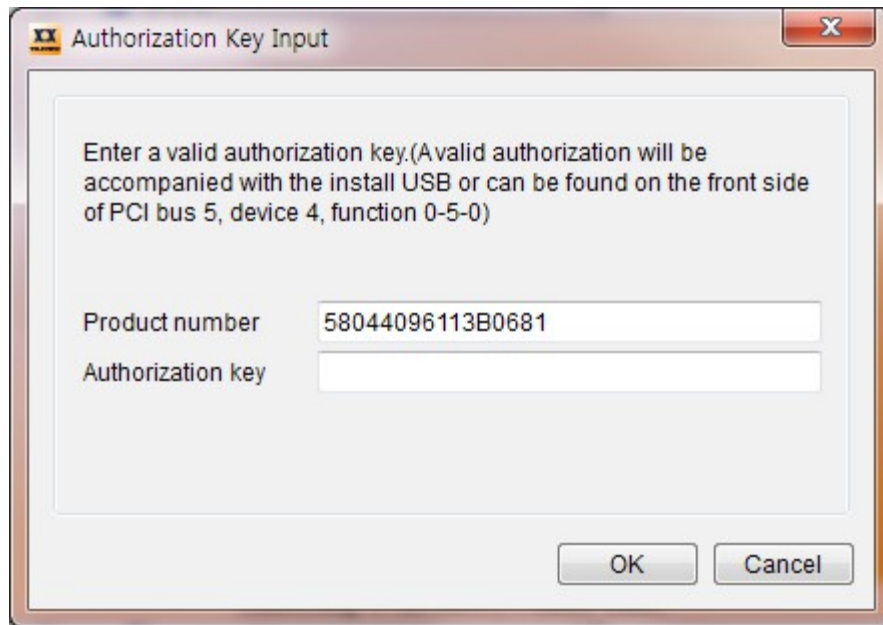 XX
Authorization Key Input
Enter a valid authorization key.(Avalid authorization will be
accompanied with the install USB or can be found on the front side
of PCI bus 5, device 4, function 0-5-0)
Product number 58044096113B0681
Authorization key
OK Cancel